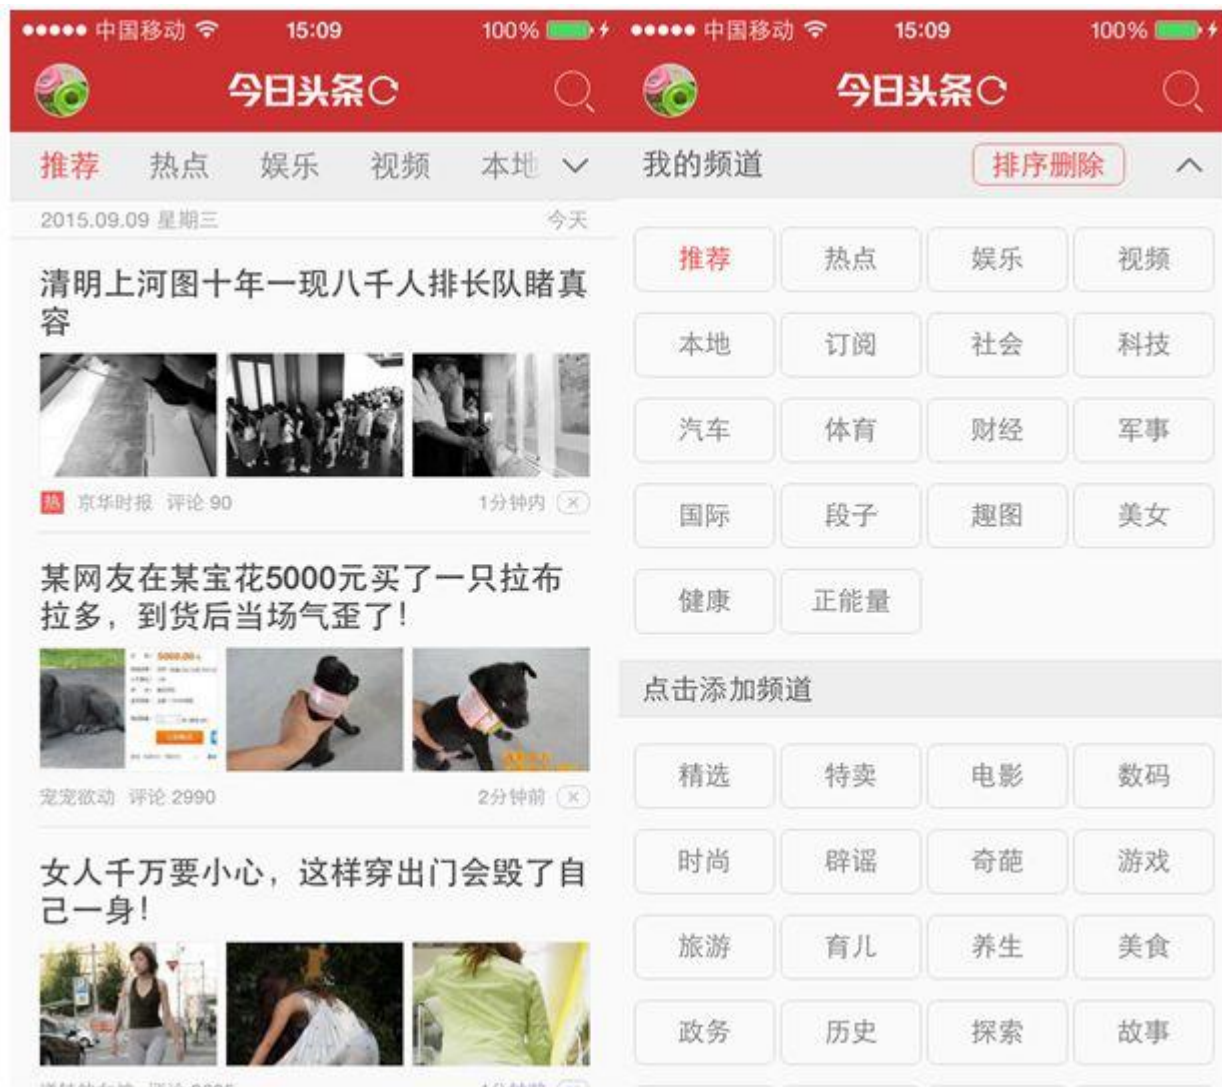 中国移动 15:09 100%
今日头条
推荐 热点 娱乐 视频 本地
2015.09.09 星期三 今天
清明上河图十年一现八千人排长队睹真
容
热 京华时报 评论 90 1分钟内
某网友在某宝花5000元买了一只拉布
拉多，到货后当场气歪了！
5000.00
宠宠欲动 评论 2990 2分钟前
女人千万要小心，这样穿出门会毁了自
己一身！
中国移动 15:09 100%
今日头条
我的频道 排序删除
推荐 热点 娱乐 视频
本地 订阅 社会 科技
汽车 体育 财经 军事
国际 段子 趣图 美女
健康 正能量
点击添加频道
精选 特卖 电影 数码
时尚 辟谣 奇葩 游戏
旅游 育儿 养生 美食
政务 历史 探索 故事